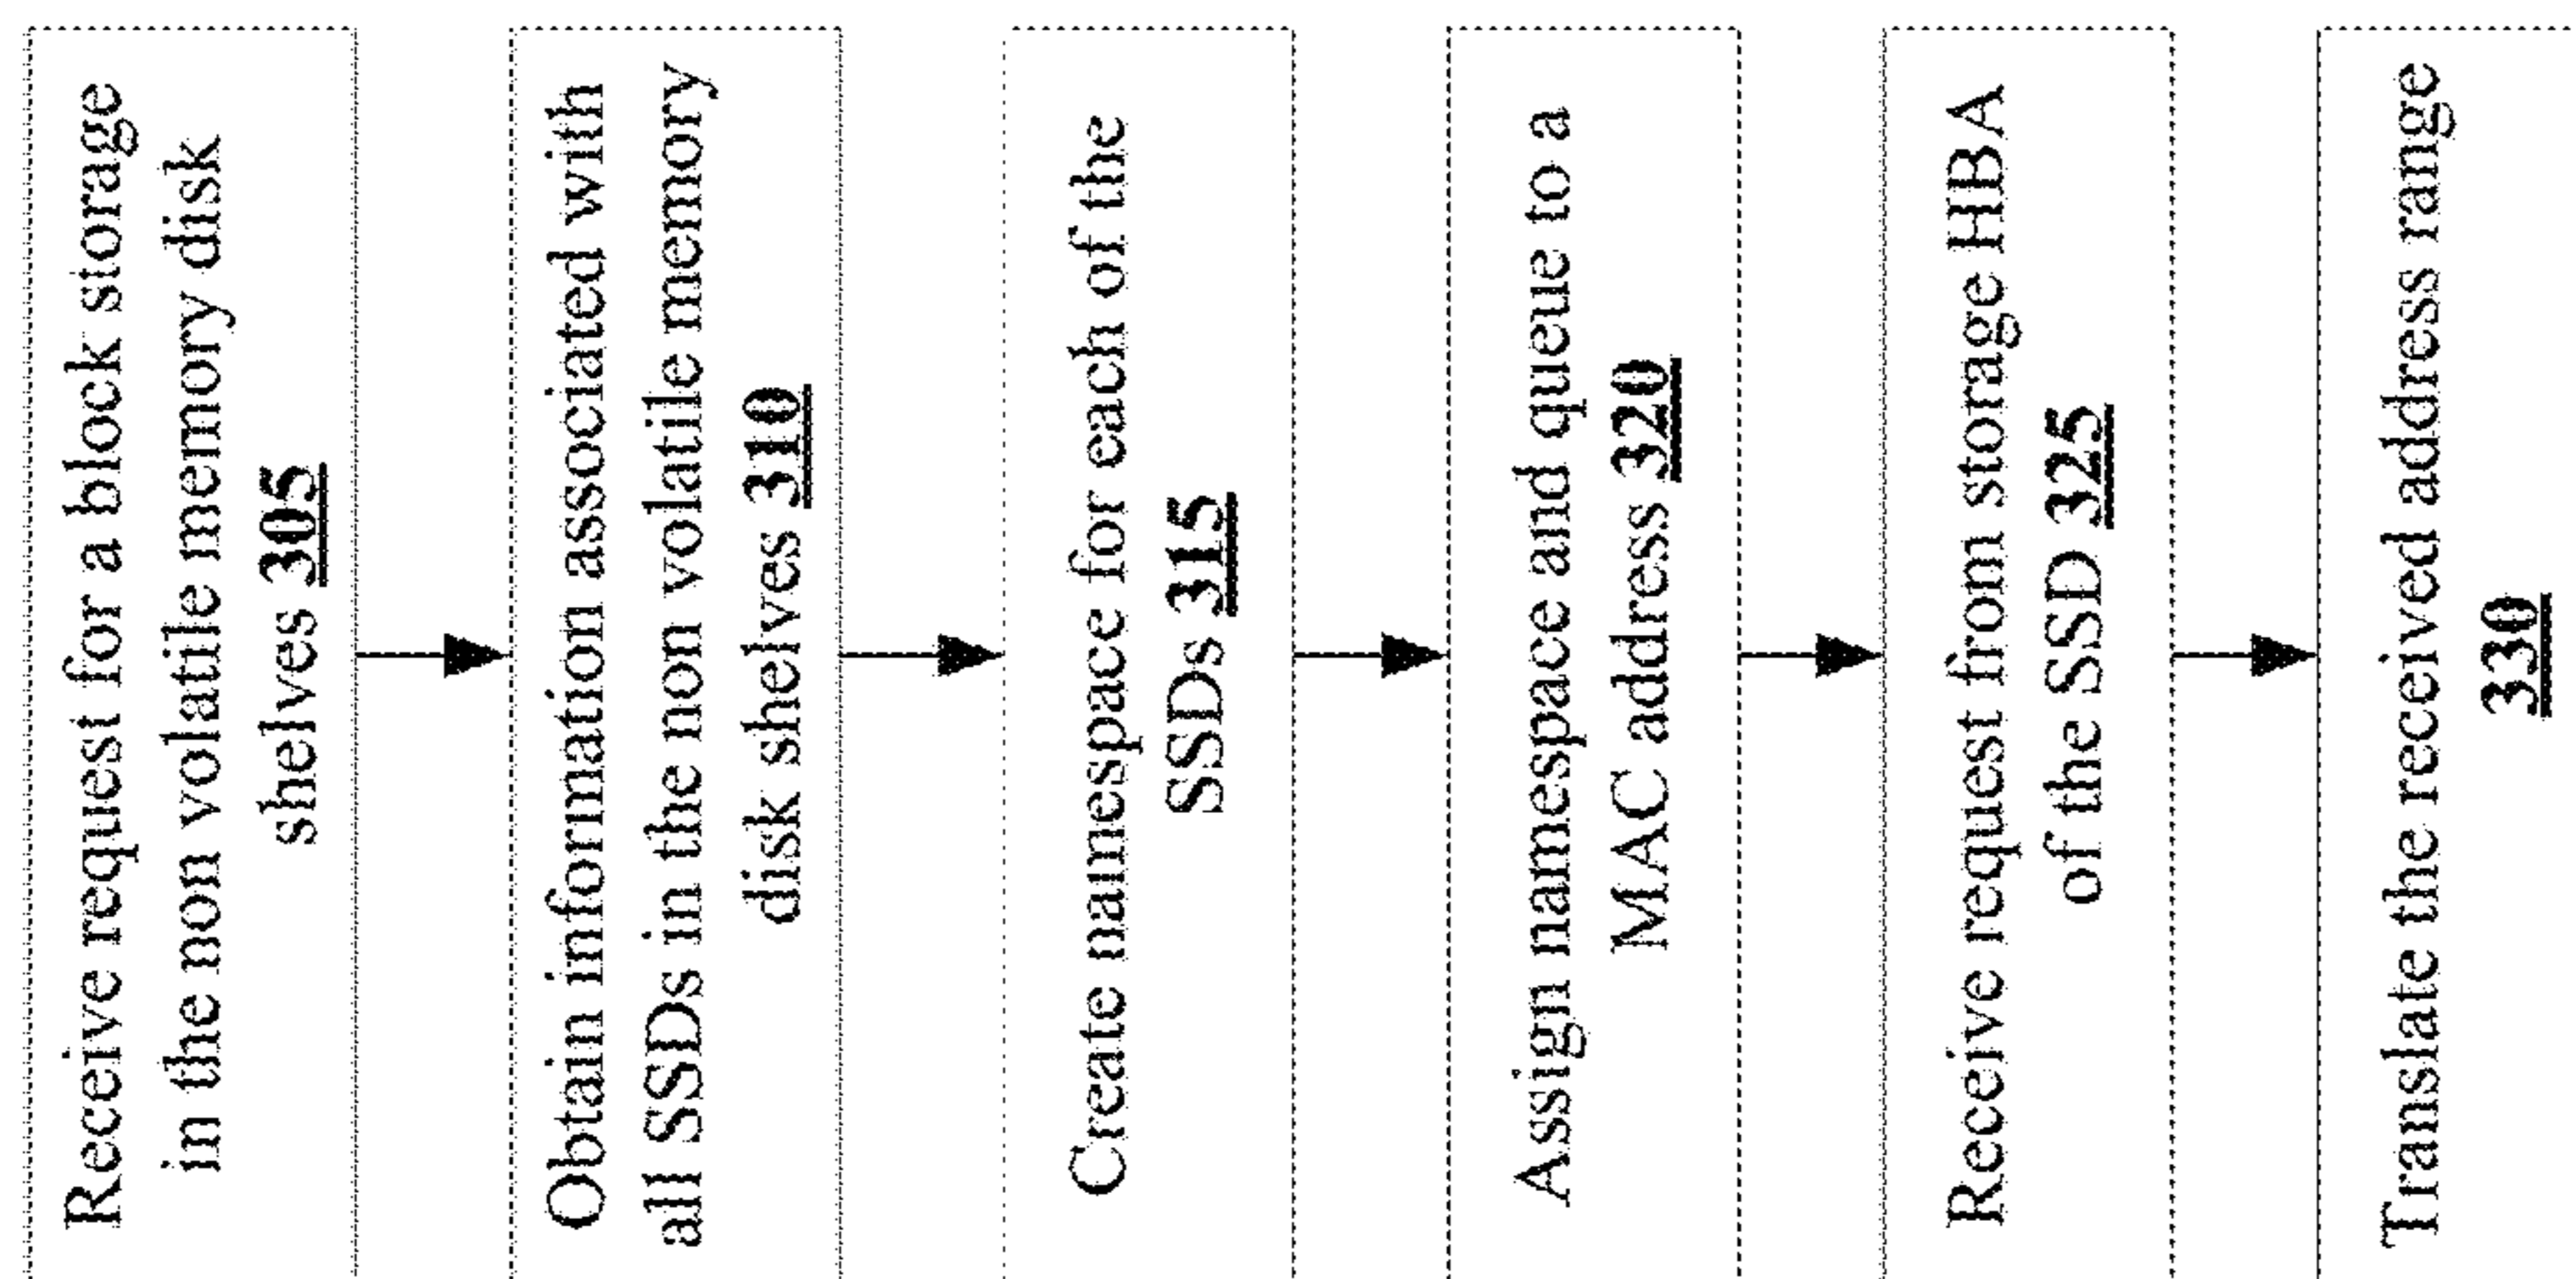 Receive request for a block storage
in the non volatile memory disk
shelves 305
Obtain information associated with
all SSDs in the non volatile memory
disk shelves 310
Create namespace for each of the
SSDs 315
Assign namespace and queue to a
MAC address 320
Receive request from storage HBA
of the SSD 325
Translate the received address range
330